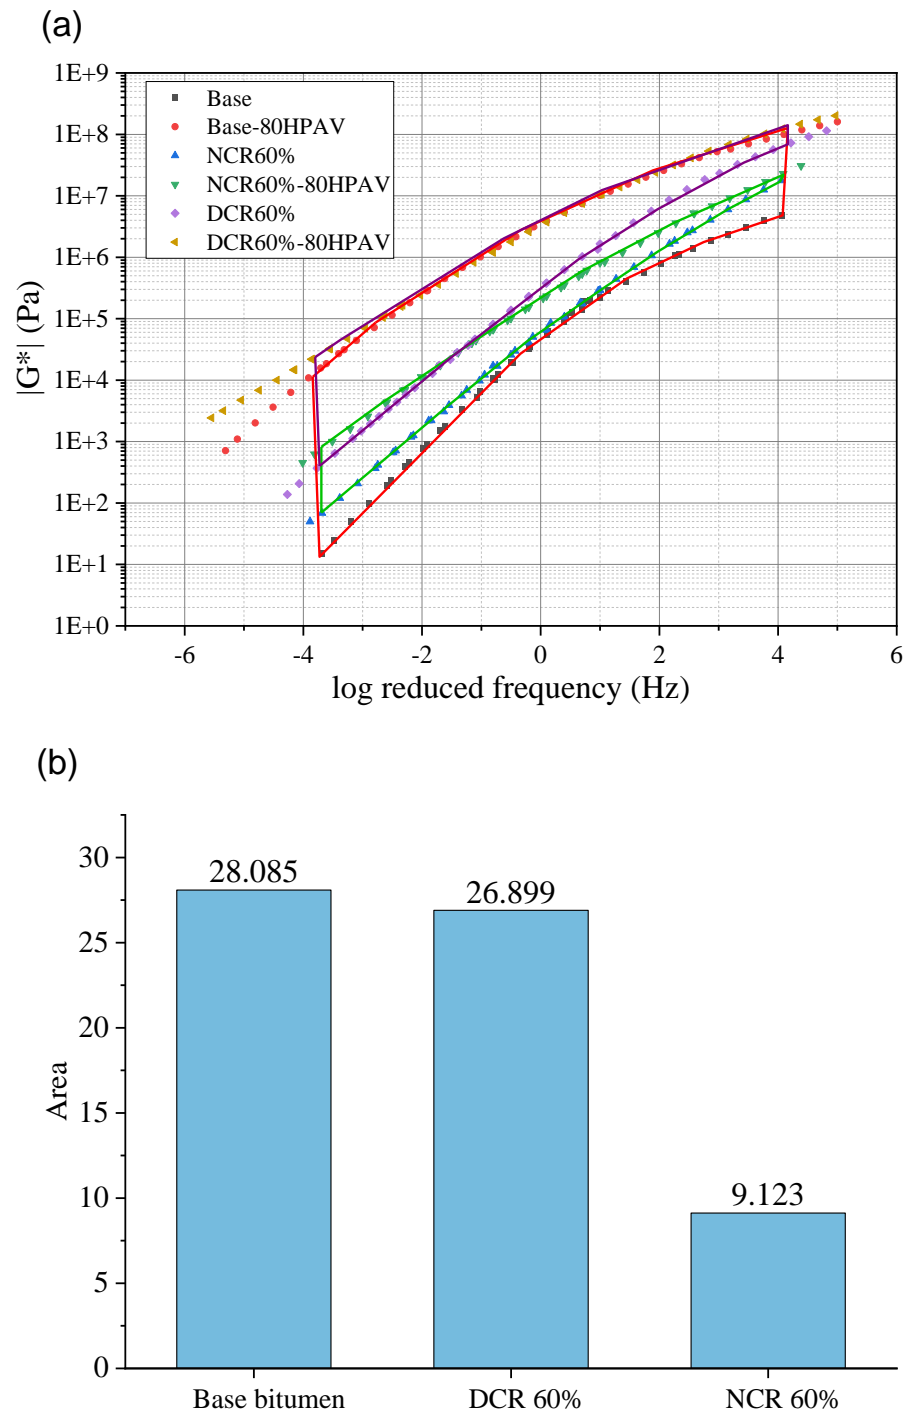 (a)
1E+9
1E+8
1E+7
1E+6
1E+5
1E+4
1E+3
1E+2
1E+1
1E+0
|G*| (Pa)
Base
Base-80HPAV
NCR60%
NCR60%-80HPAV
DCR60%
DCR60%-80HPAV
-6 -4 -2 0 2 4 6
log reduced frequency (Hz)
(b)
30
25
20
15
10
5
0
Area
28.085
26.899
9.123
Base bitumen DCR 60% NCR 60%